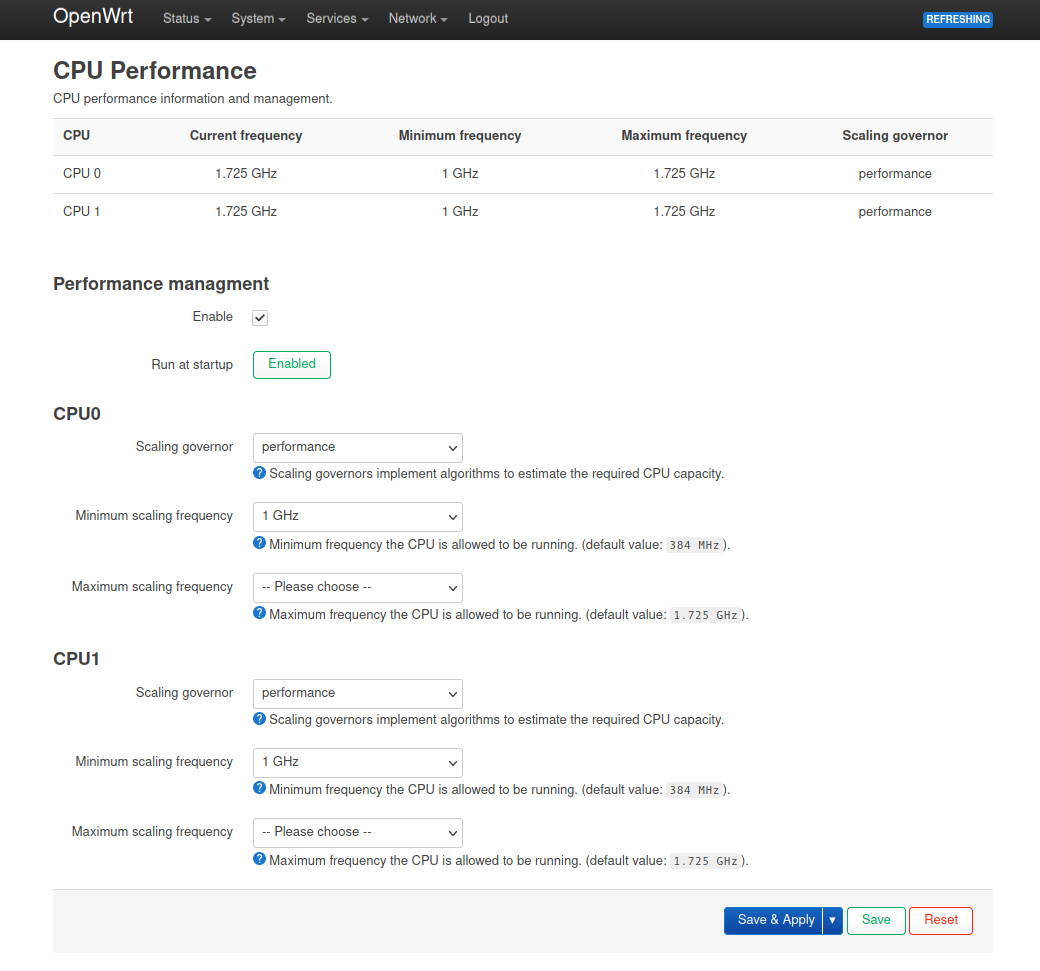 OpenWrt Status System Services Network Logout REFRESHING
CPU Performance
CPU performance information and management.
CPU Current frequency Minimum frequency Maximum frequency Scaling governor
CPU 0 1.725 GHz 1 GHz 1.725 GHz performance
CPU 1 1.725 GHz 1 GHz 1.725 GHz performance
Performance managment
Enable
Run at startup Enabled
CPU0
Scaling governor performance
? Scaling governors implement algorithms to estimate the required CPU capacity.
Minimum scaling frequency 1 GHz
? Minimum frequency the CPU is allowed to be running. (default value: 384 MHz ).
Maximum scaling frequency -- Please choose --
? Maximum frequency the CPU is allowed to be running. (default value: 1.725 GHz ).
CPU1
Scaling governor performance
? Scaling governors implement algorithms to estimate the required CPU capacity.
Minimum scaling frequency 1 GHz
? Minimum frequency the CPU is allowed to be running. (default value: 384 MHz ).
Maximum scaling frequency -- Please choose --
? Maximum frequency the CPU is allowed to be running. (default value: 1.725 GHz ).
Save & Apply Save Reset